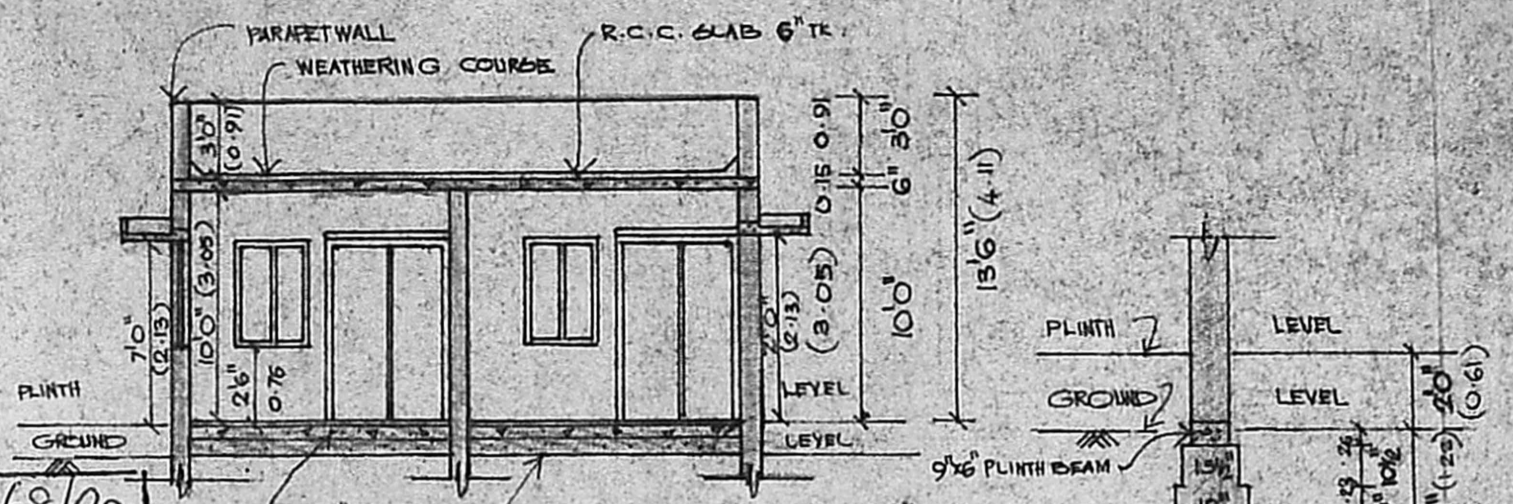 PARAPET WALL
R.C.C. SLAB 6" TK.
WEATHERING COURSE
3'0"
(0.91)
0.91
3'0"
0.15
6"
13'6" (4.11)
10'0" (3.05)
7'0"
(2.13)
2'6"
0.76
7'0"
(2.13)
(3.05)
10'0"
PLINTH
LEVEL
GROUND
LEVEL
PLINTH
LEVEL
GROUND
LEVEL
2'0"
(0.61)
9"x6" PLINTH BEAM
13½"
10½"